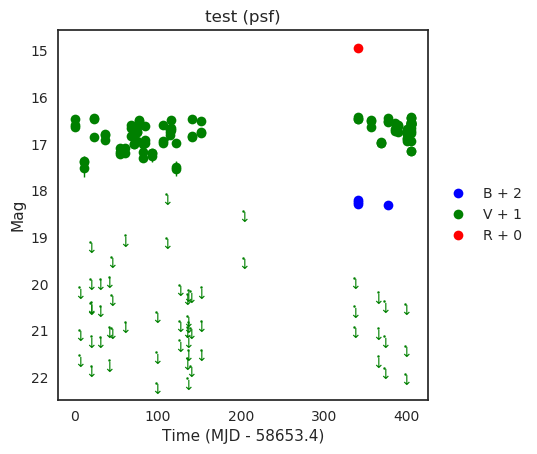 test (psf)
15
16
17
18
19
20
21
22
Mag
0
100
200
300
400
Time (MJD - 58653.4)
B + 2
V + 1
R + 0